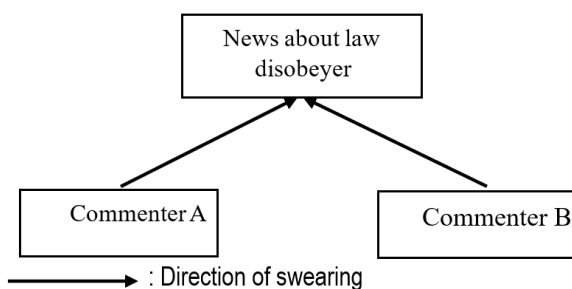 News about law
disobeyer
Commenter A
Commenter B
: Direction of swearing